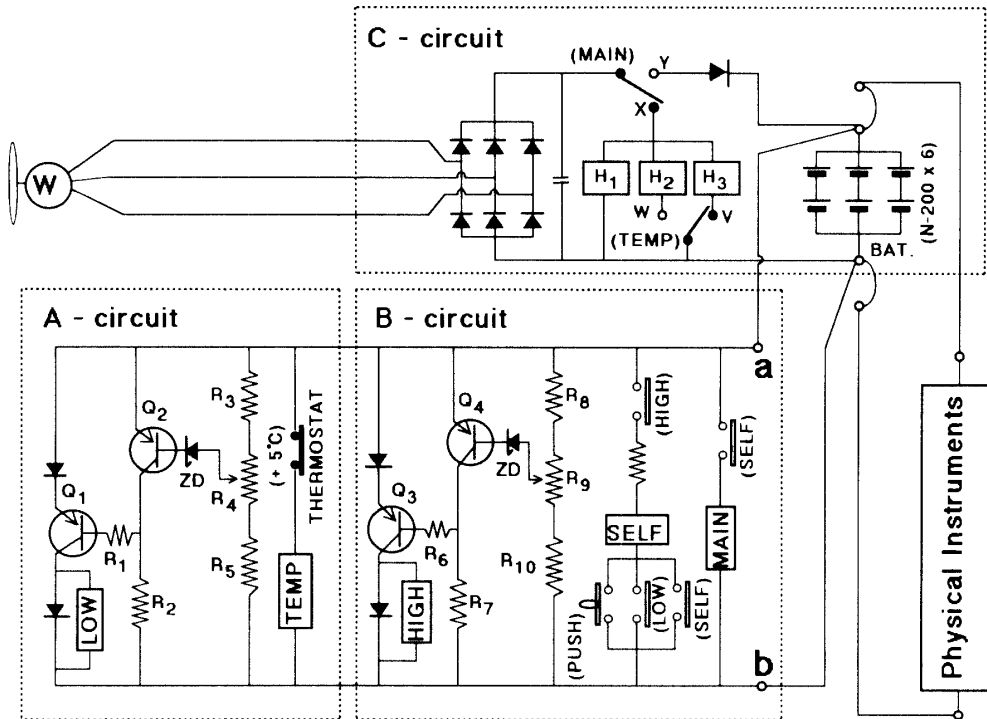 C - circuit
(MAIN)
Y
X
W
H1
H2
H3
W
V
(TEMP)
BAT.
(N-200 x 6)
A - circuit
B - circuit
a
Q2
R3
ZD
R4
(+ 5°C)
THERMOSTAT
Q1
R1
R5
R2
LOW
TEMP
Q4
R8
ZD
R9
(HIGH)
(SELF)
Q3
R6
R10
SELF
MAIN
R7
HIGH
(PUSH)
(LOW)
(SELF)
b
Physical Instruments